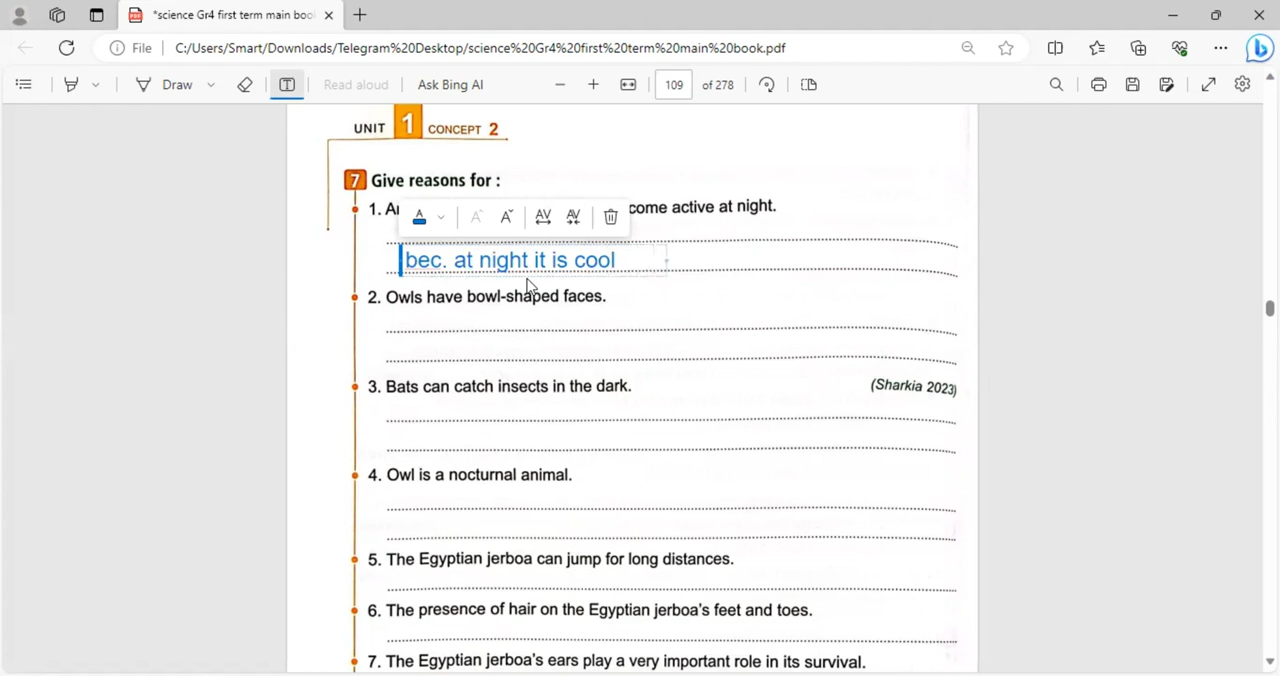 *science Gr4 first term main boo
File C:/Users/Smart/Downloads/Telegram%20Desktop/science%20Gr4%20first%20term%20main%20book.pdf
Draw Read aloud Ask Bing AI 109 of 278
UNIT 1 CONCEPT 2
7 Give reasons for :
1. come active at night.
bec. at night it is cool
2. Owls have bowl-shaped faces.
3. Bats can catch insects in the dark. (Sharkia 2023)
4. Owl is a nocturnal animal.
5. The Egyptian jerboa can jump for long distances.
6. The presence of hair on the Egyptian jerboa's feet and toes.
7. The Egyptian jerboa's ears play a very important role in its survival.